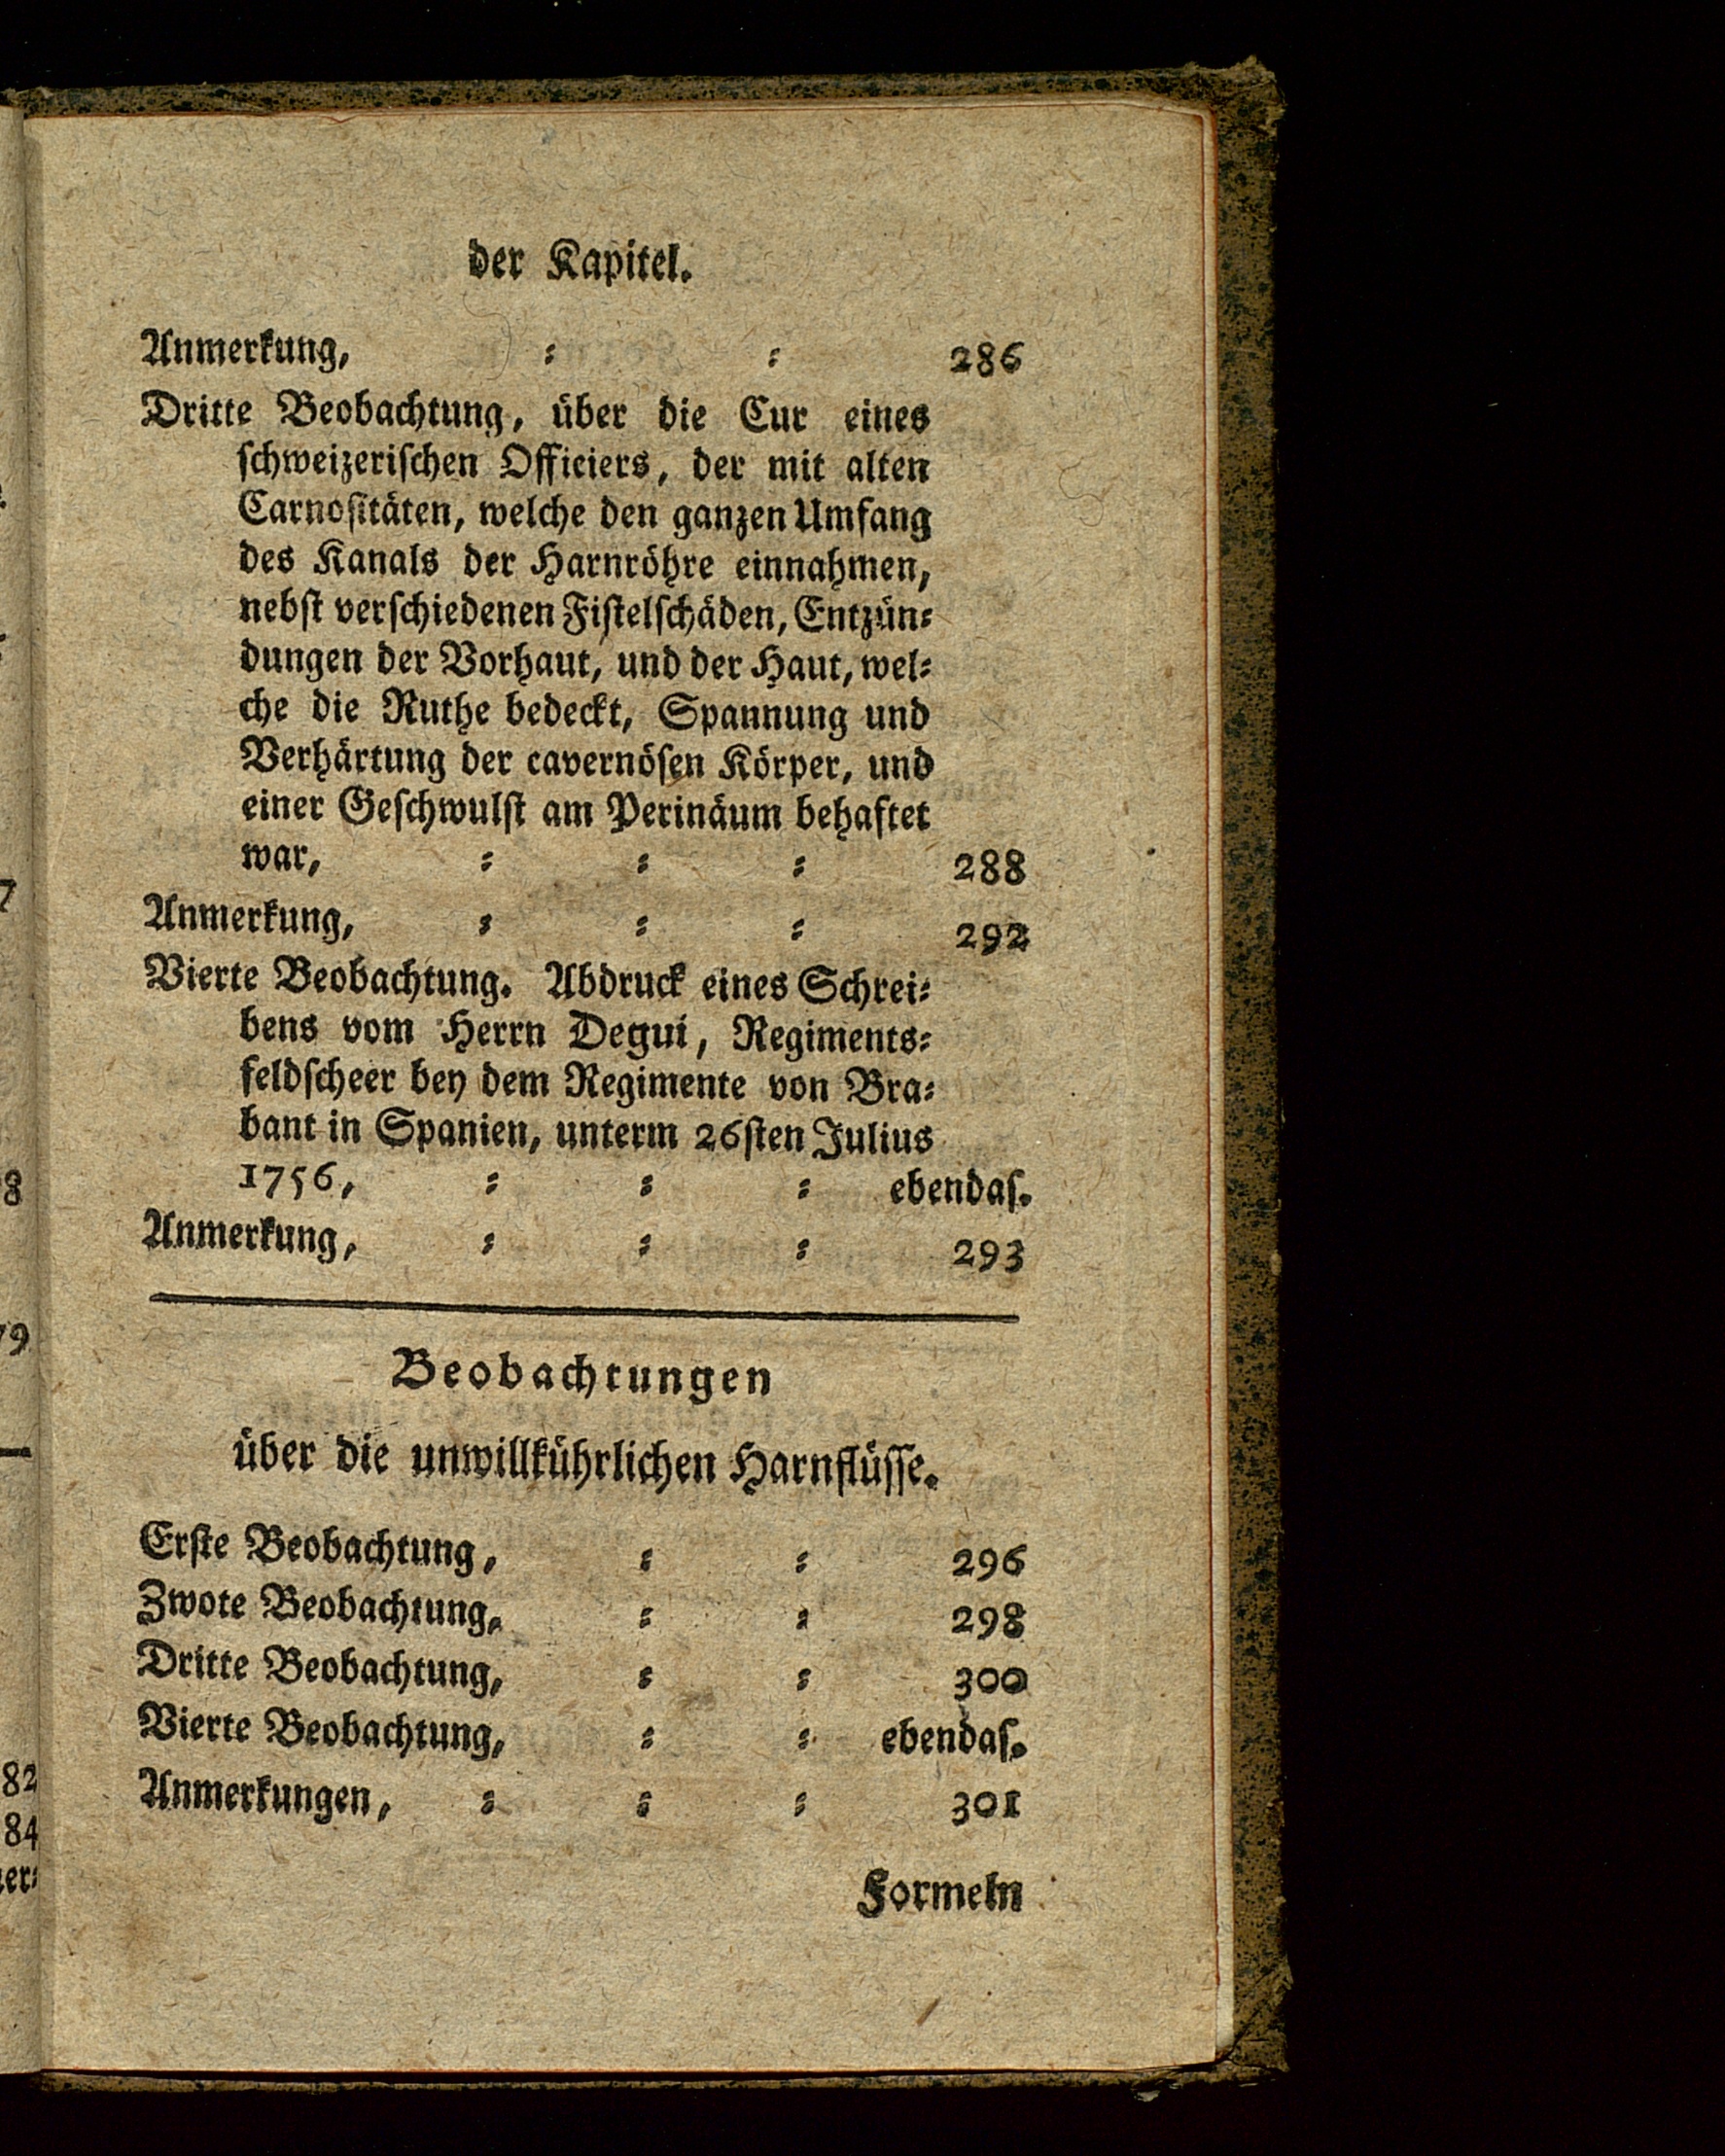 der Kapitel.
Anmerkung, ⸗ ⸗ 286
Dritte Beobachtung, über die Cur eines
ſchweizeriſchen Officiers, der mit alten
Carnoſitäten, welche den ganzen Umfang
des Kanals der Harnröhre einnahmen,
nebſt verſchiedenen Fiſtelſchäden, Entzün⸗
dungen der Vorhaut, und der Haut, wel⸗
che die Ruthe bedeckt, Spannung und
Verhärtung der cavernöſen Körper, und
einer Geſchwulſt am Perinäum behaftet
war, ⸗ ⸗ ⸗ 288
Anmerkung, ⸗ ⸗ ⸗ 292
Vierte Beobachtung. Abdruck eines Schrei⸗
bens vom Herrn Degui, Regiments⸗
feldſcheer bey dem Regimente von Bra⸗
bant in Spanien, unterm 26ſten Julius
1756, ⸗ ⸗ ⸗ ebendaſ.
Anmerkung, ⸗ ⸗ ⸗ 293
Beobachtungen
über die unwillkührlichen Harnflüſſe.
Erſte Beobachtung, ⸗ ⸗ 296
Zwote Beobachtung, ⸗ ⸗ 298
Dritte Beobachtung, ⸗ ⸗ 300
Vierte Beobachtung, ⸗ ⸗ ebendaſ.
Anmerkungen, ⸗ ⸗ ⸗ 301
Formeln